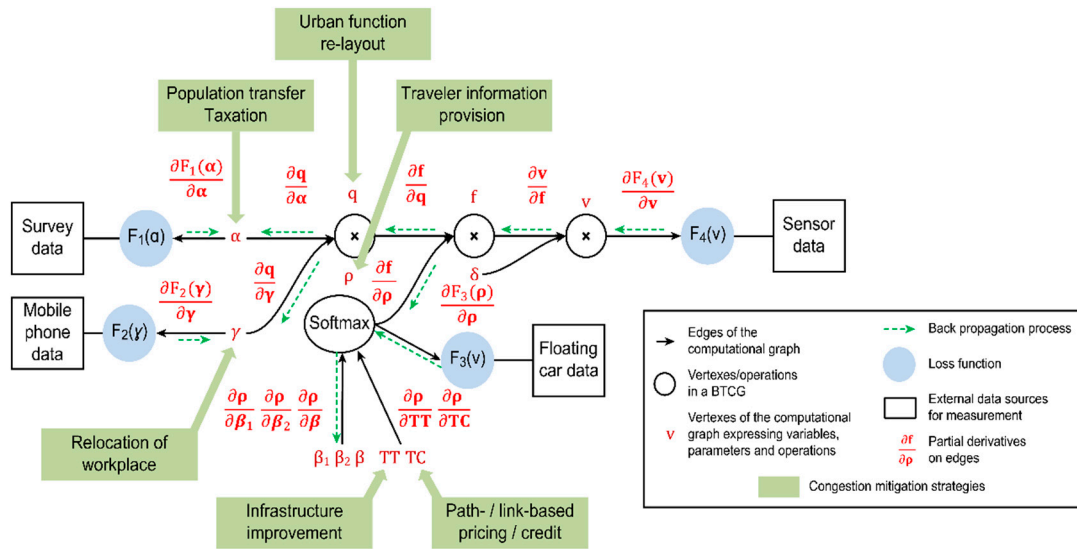 Urban function
re-layout
Population transfer
Taxation
Traveler information
provision
∂F₁(α)
∂α
∂q
∂α
q
∂f
∂q
f
∂v
∂f
v
∂F₄(v)
∂v
Survey
data
F₁(α)
α
×
×
×
F₄(v)
Sensor
data
∂q
∂γ
ρ
∂f
∂ρ
δ
∂F₃(ρ)
∂ρ
∂F₂(γ)
∂γ
Mobile
phone
data
F₂(γ)
γ
Softmax
F₃(v)
Floating
car data
∂ρ ∂ρ ∂ρ
∂β₁ ∂β₂ ∂β
∂ρ ∂ρ
∂TT ∂TC
Relocation of
workplace
β₁ β₂ β TT TC
Infrastructure
improvement
Path- / link-based
pricing / credit
Edges of the
computational graph
Vertexes/operations
in a BTCG
v
Vertexes of the computational
graph expressing variables,
parameters and operations
Back propagation process
Loss function
External data sources
for measurement
∂f
∂ρ
Partial derivatives
on edges
Congestion mitigation strategies